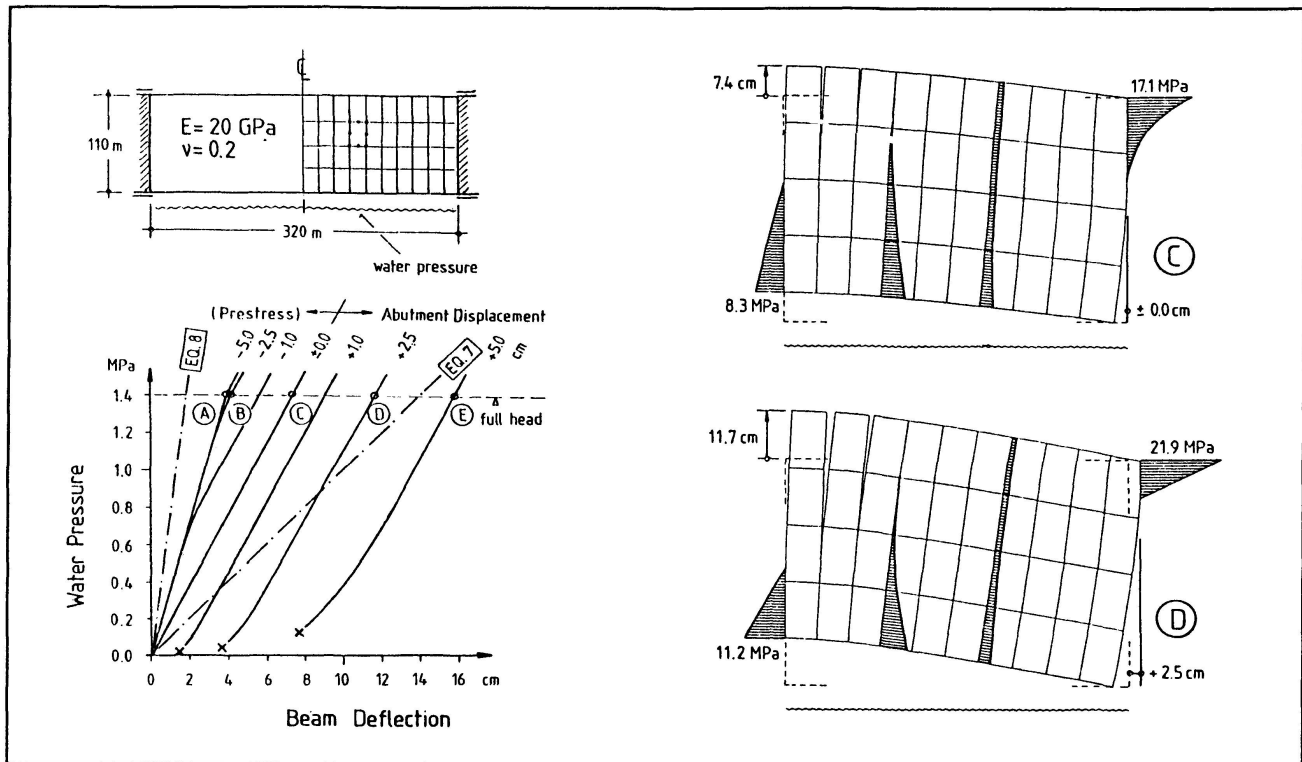 ℄
110 m
E= 20 GPa
ν= 0.2
320 m
water pressure
(Prestress)
Abutment Displacement
EQ. 8
-5.0
-2.5
-1.0
±0.0
+1.0
+2.5
EQ. 7
+5.0
cm
MPa
1.4
1.2
1.0
0.8
0.6
0.4
0.2
0.0
A
B
C
D
E
full head
Water Pressure
0 2 4 6 8 10 12 14 16 cm
Beam Deflection
7.4 cm
17.1 MPa
8.3 MPa
C
± 0.0 cm
11.7 cm
21.9 MPa
11.2 MPa
D
+ 2.5 cm